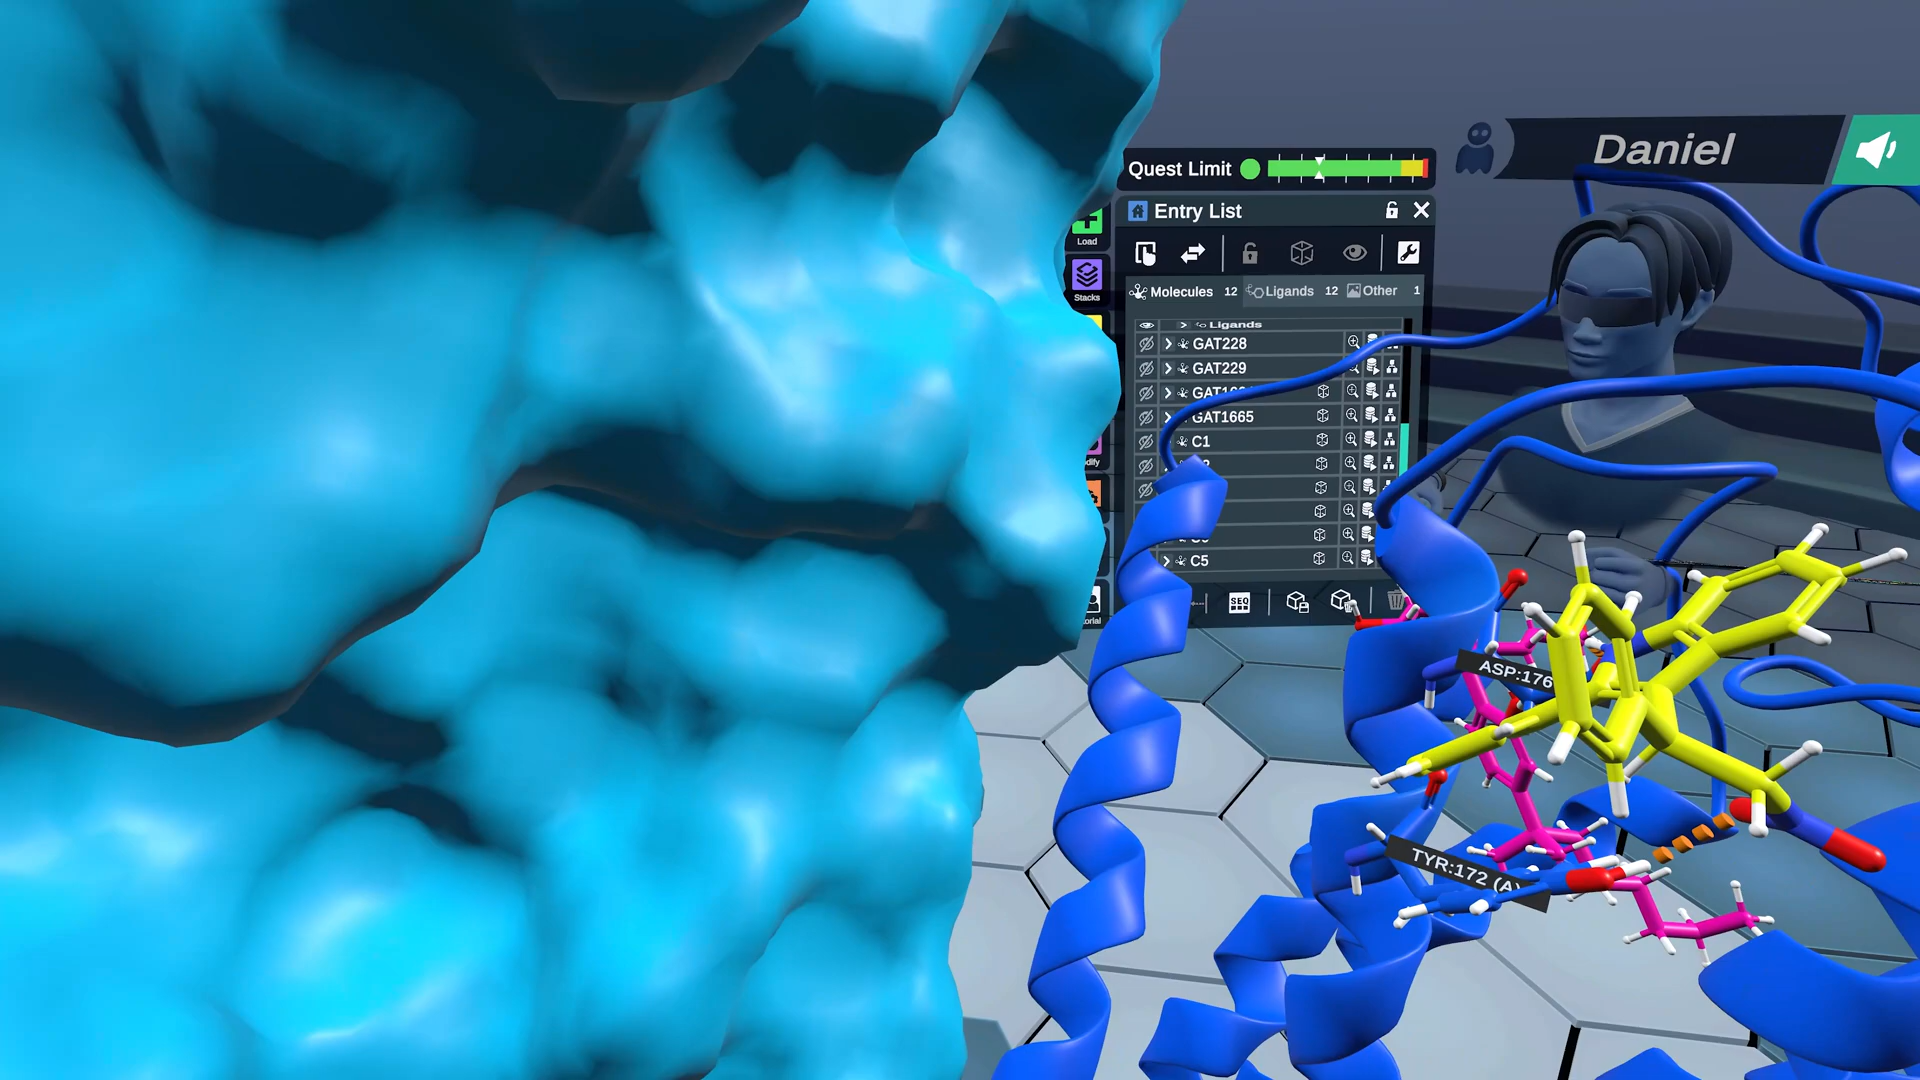 Daniel
Quest Limit
Entry List
Load
Stacks
Molecules 12
Ligands 12
Other 1
Ligands
GAT228
GAT229
GAT1665
C1
C5
SEQ
ASP:176
TYR:172 (A)